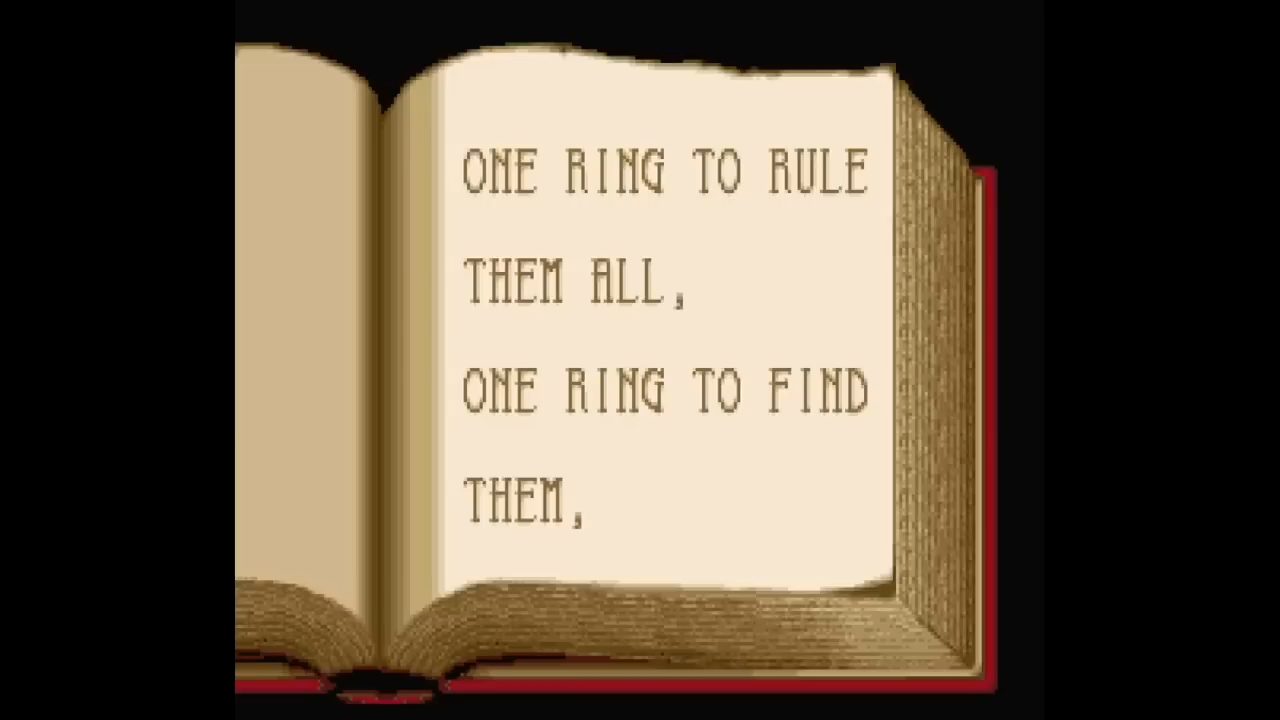 ONE RING TO RULE
THEM ALL,
ONE RING TO FIND
THEM,